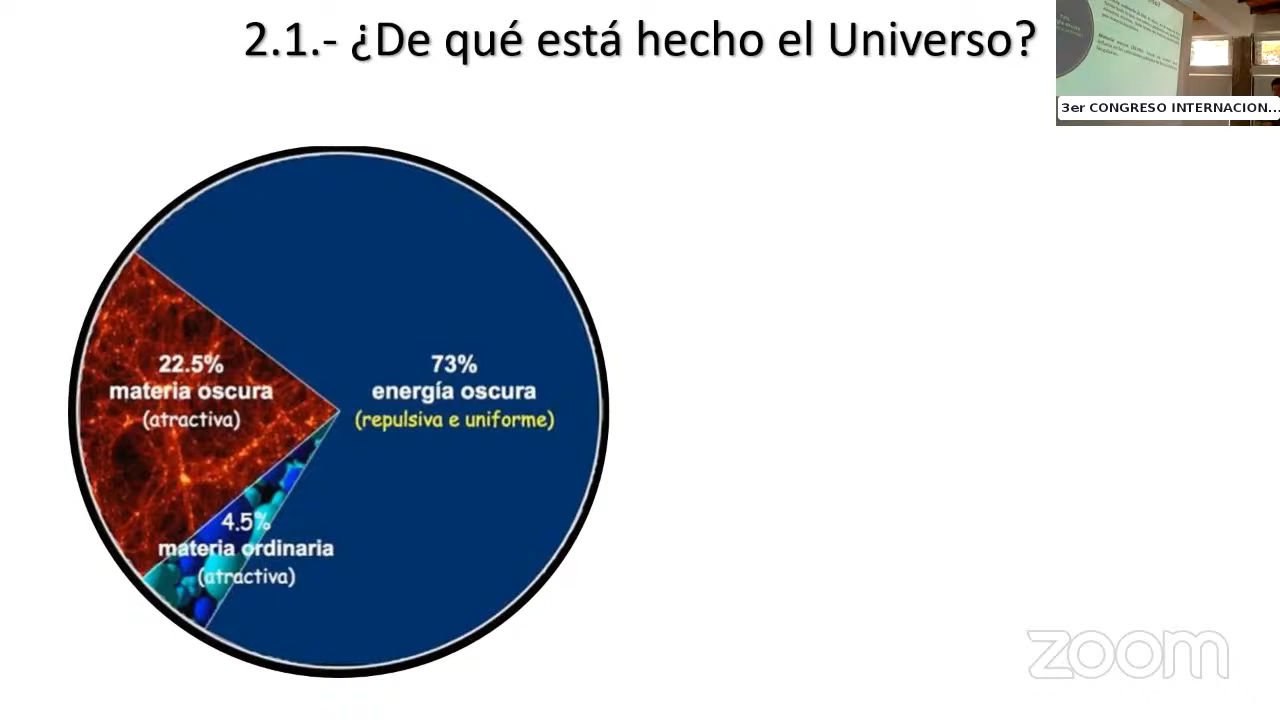 2.1.- ¿De qué está hecho el Universo?
3er CONGRESO INTERNACION...
22.5%
materia oscura
(atractiva)
73%
energía oscura
(repulsiva e uniforme)
4.5%
materia ordinaria
(atractiva)
zoom